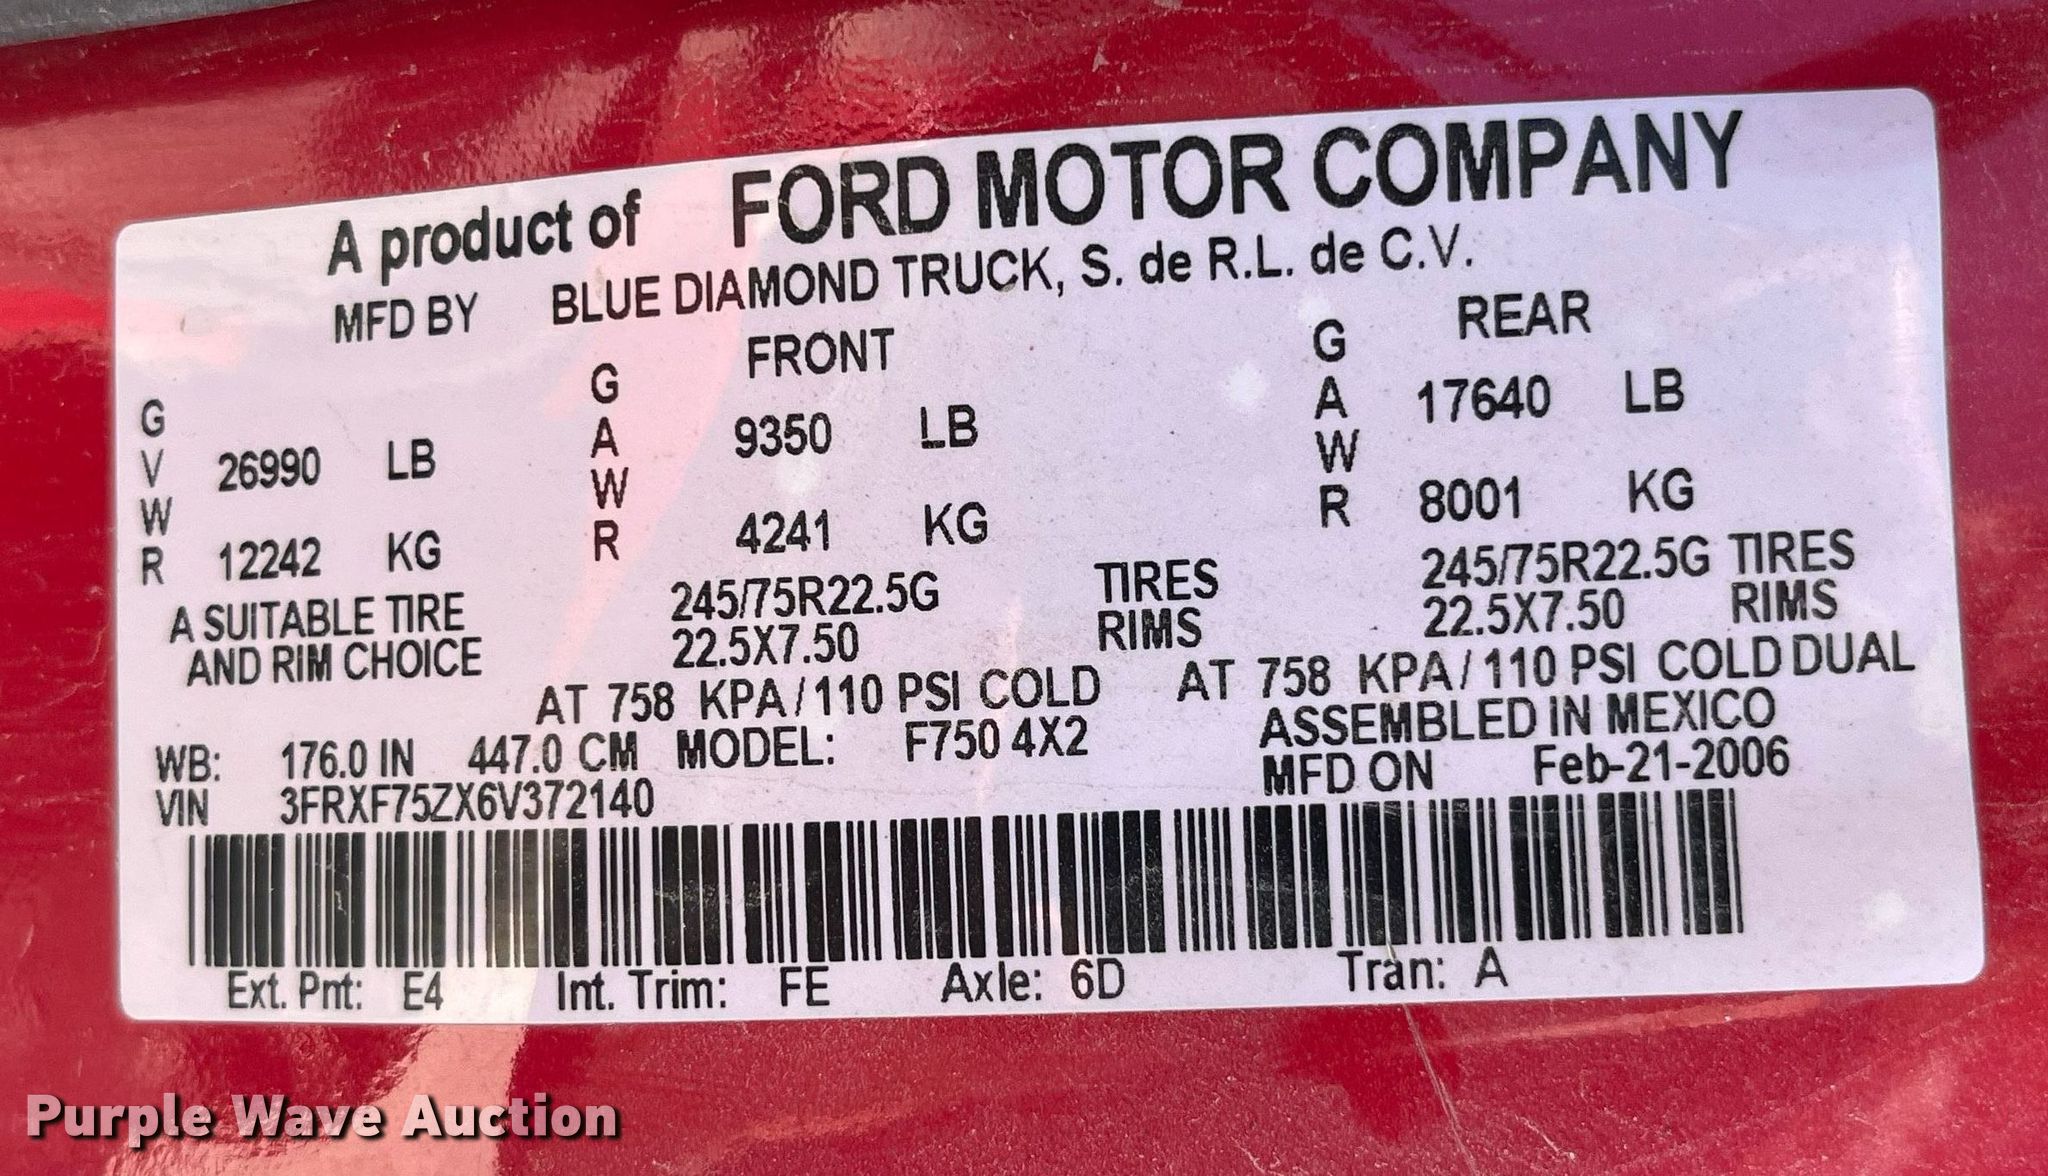 A product of FORD MOTOR COMPANY
MFD BY BLUE DIAMOND TRUCK, S. de R.L. de C.V.
GVWR 26990 LB
12242 KG
FRONT GAWR 9350 LB
4241 KG
REAR GAWR 17640 LB
8001 KG
A SUITABLE TIRE AND RIM CHOICE
245/75R22.5G TIRES 245/75R22.5G TIRES
22.5X7.50 RIMS 22.5X7.50 RIMS
AT 758 KPA/110 PSI COLD AT 758 KPA/110 PSI COLD DUAL
WB: 176.0 IN 447.0 CM MODEL: F750 4X2 ASSEMBLED IN MEXICO
VIN 3FRXF75ZX6V372140 MFD ON Feb-21-2006
Ext. Pnt: E4 Int. Trim: FE Axle: 6D Tran: A
Purple Wave Auction